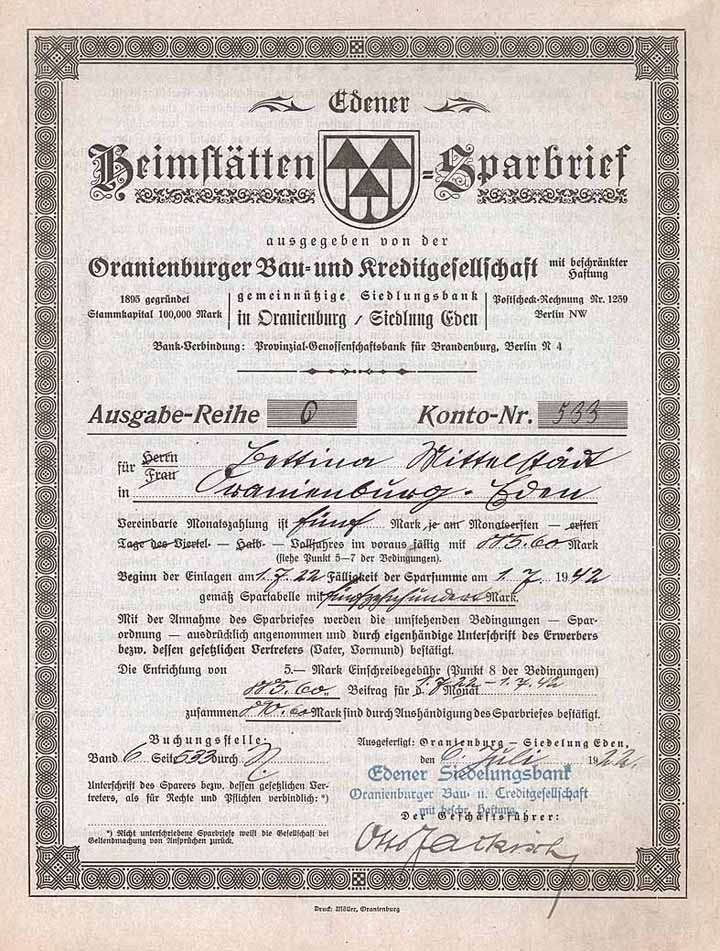 Edener
Heimstätten-Sparbrief
ausgegeben von der
Oranienburger Bau- und Kreditgesellschaft mit beschränkter Haftung
1895 gegründet
Stammkapital 100,000 Mark
gemeinnützige Siedlungsbank
in Oranienburg / Siedlung Eden
Postscheck-Rechnung Nr. 1259
Berlin NW
Bank-Verbindung: Provinzial-Genossenschaftsbank für Brandenburg, Berlin N 4
Ausgabe-Reihe 6 Konto-Nr. 533
für Herrn Frau Bettina Mittelstädt
in Oranienburg-Eden
Vereinbarte Monatszahlung ist fünf Mark, je am Monatsersten — ersten
Tage des Viertel- — Halb- — Volljahres im voraus fällig mit 115.60 Mark
(siehe Punkt 5—7 der Bedingungen).
Beginn der Einlagen am 1.7.22 Fälligkeit der Sparsumme am 1.7. 1942
gemäß Spartabelle mit fünfzehnhundert Mark.
Mit der Annahme des Sparbriefes werden die umstehenden Bedingungen — Spar-
ordnung — ausdrücklich angenommen und durch eigenhändige Unterschrift des Erwerbers
bezw. dessen gesetzlichen Vertreters (Vater, Vormund) bestätigt.
Die Entrichtung von 5.— Mark Einschreibegebühr (Punkt 8 der Bedingungen)
115.60 Beitrag für d. Monat 1.7.22 – 1.7.42
zusammen Mark sind durch Aushändigung des Sparbriefes bestätigt.
Buchungsstelle:
Band 6 Seite 533 durch
Unterschrift des Sparers bezw. dessen gesetzlichen Ver-
treters, als für Rechte und Pflichten verbindlich: *)
*) Nicht unterschriebene Sparbriefe weist die Gesellschaft bei
Geltendmachung von Ansprüchen zurück.
Ausgefertigt: Oranienburg — Siedelung Eden,
den 6. Juli 1922.
Edener Siedelungsbank
Oranienburger Bau- u. Creditgesellschaft
mit beschr. Haftung.
Der Geschäftsführer:
Otto Jackisch
Druck: Möller, Oranienburg